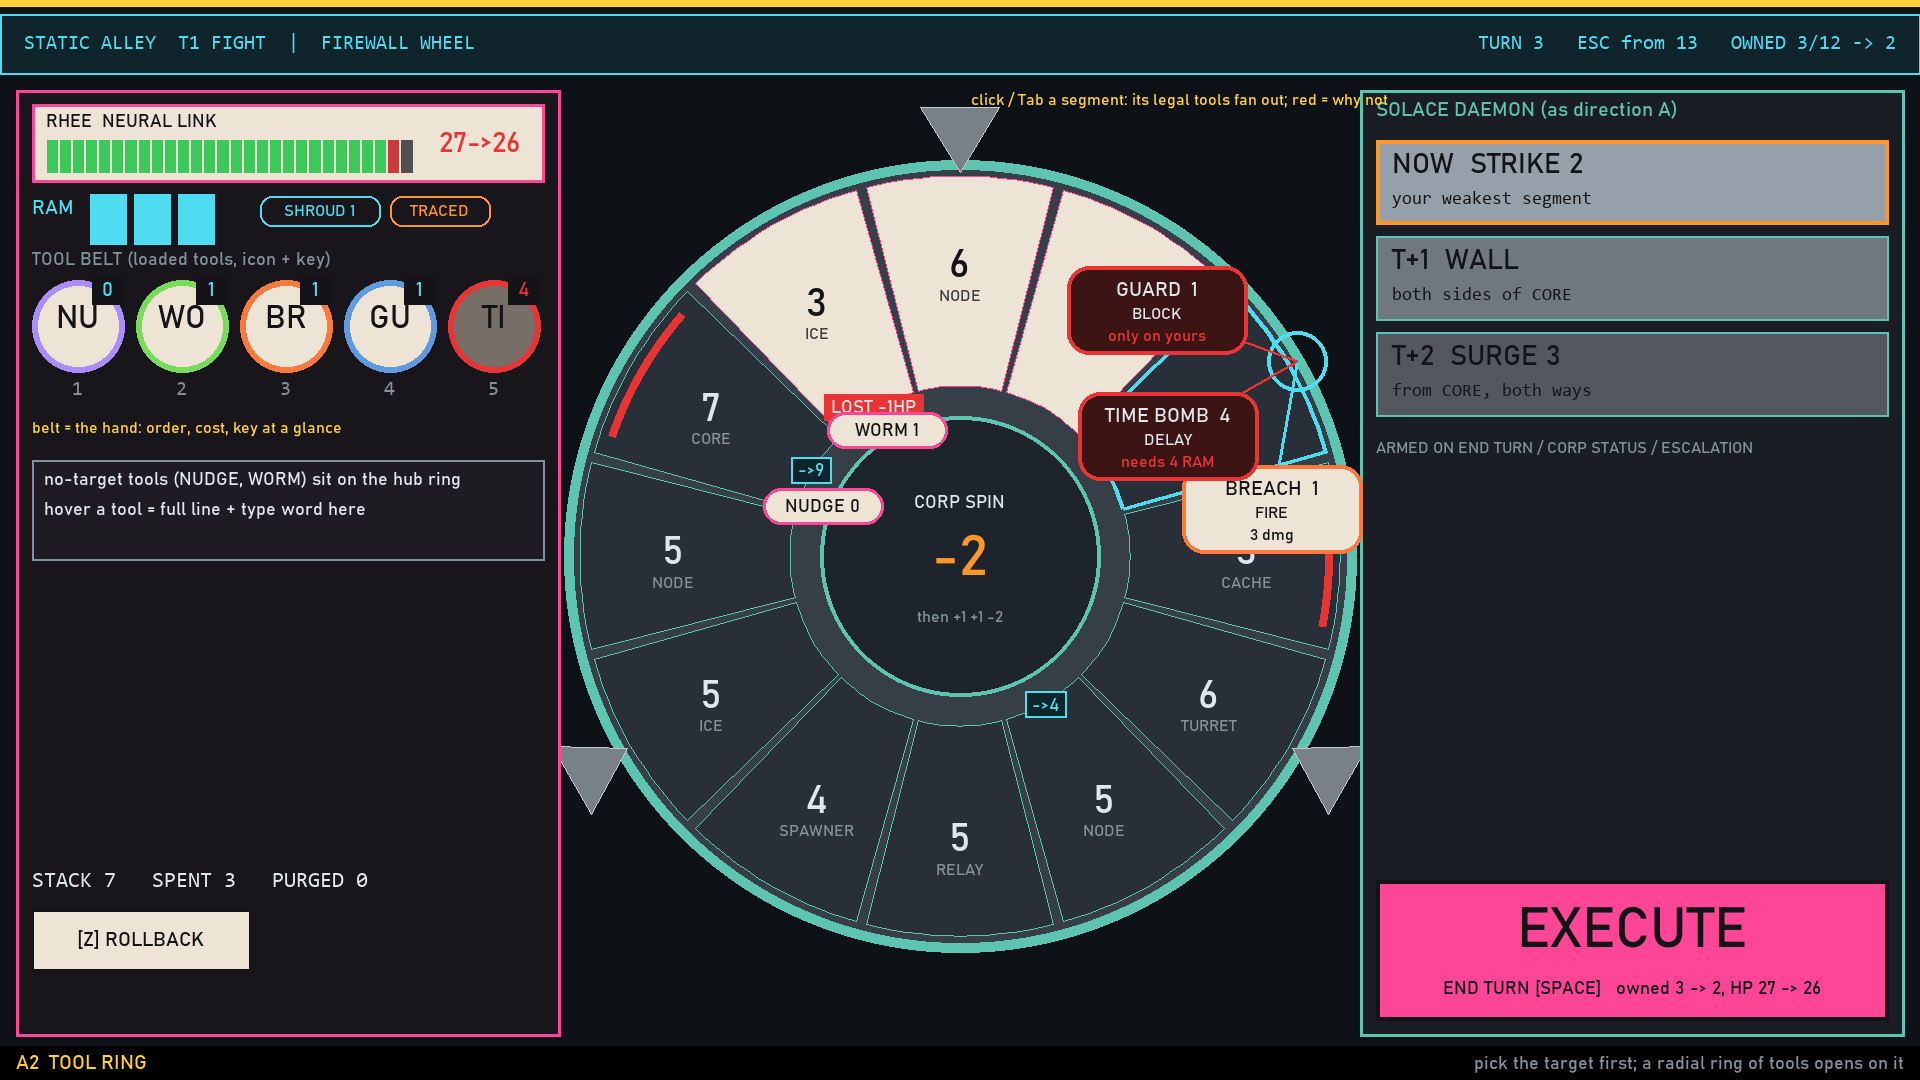 STATIC ALLEY  T1 FIGHT  |  FIREWALL WHEEL
TURN 3   ESC from 13   OWNED 3/12 -> 2
click / Tab a segment: its legal tools fan out; red = why not
RHEE  NEURAL LINK
27->26
RAM
SHROUD 1
TRACED
TOOL BELT (loaded tools, icon + key)
NU 0
WO 1
BR 1
GU 1
TI 4
1
2
3
4
5
belt = the hand: order, cost, key at a glance
no-target tools (NUDGE, WORM) sit on the hub ring
hover a tool = full line + type word here
STACK 7   SPENT 3   PURGED 0
[Z] ROLLBACK
6
NODE
3
ICE
GUARD  1
BLOCK
only on yours
7
CORE
LOST -1HP
WORM 1
TIME BOMB  4
DELAY
needs 4 RAM
->9
NUDGE 0
CORP SPIN
-2
then +1 +1 -2
BREACH  1
FIRE
3 dmg
5
NODE
CACHE
5
ICE
->4
6
TURRET
4
SPAWNER
5
RELAY
5
NODE
SOLACE DAEMON (as direction A)
NOW  STRIKE 2
your weakest segment
T+1  WALL
both sides of CORE
T+2  SURGE 3
from CORE, both ways
ARMED ON END TURN / CORP STATUS / ESCALATION
EXECUTE
END TURN [SPACE]   owned 3 -> 2, HP 27 -> 26
A2  TOOL RING
pick the target first; a radial ring of tools opens on it